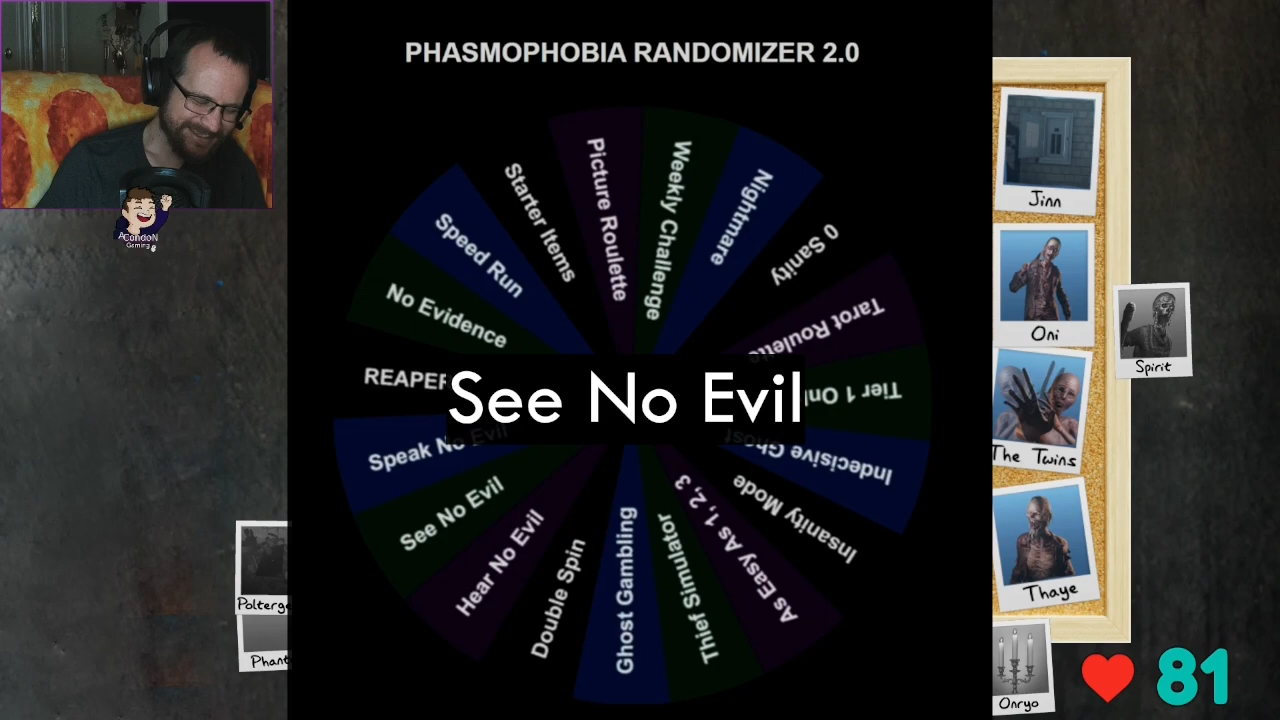 PHASMOPHOBIA RANDOMIZER 2.0
Picture Roulette
Weekly Challenge
Nightmare
0 Sanity
Tarot Roulette
Tier 1
Indecisive Ghost
Insanity Mode
As Easy As 1, 2, 3
Thief Simulator
Ghost Gambling
Double Spin
Hear No Evil
See No Evil
Speak No Evil
REAPER
No Evidence
Speed Run
Starter Items
See No Evil
ACondoN
Gaming
Jinn
Oni
The Twins
Thaye
Spirit
Onryo
81